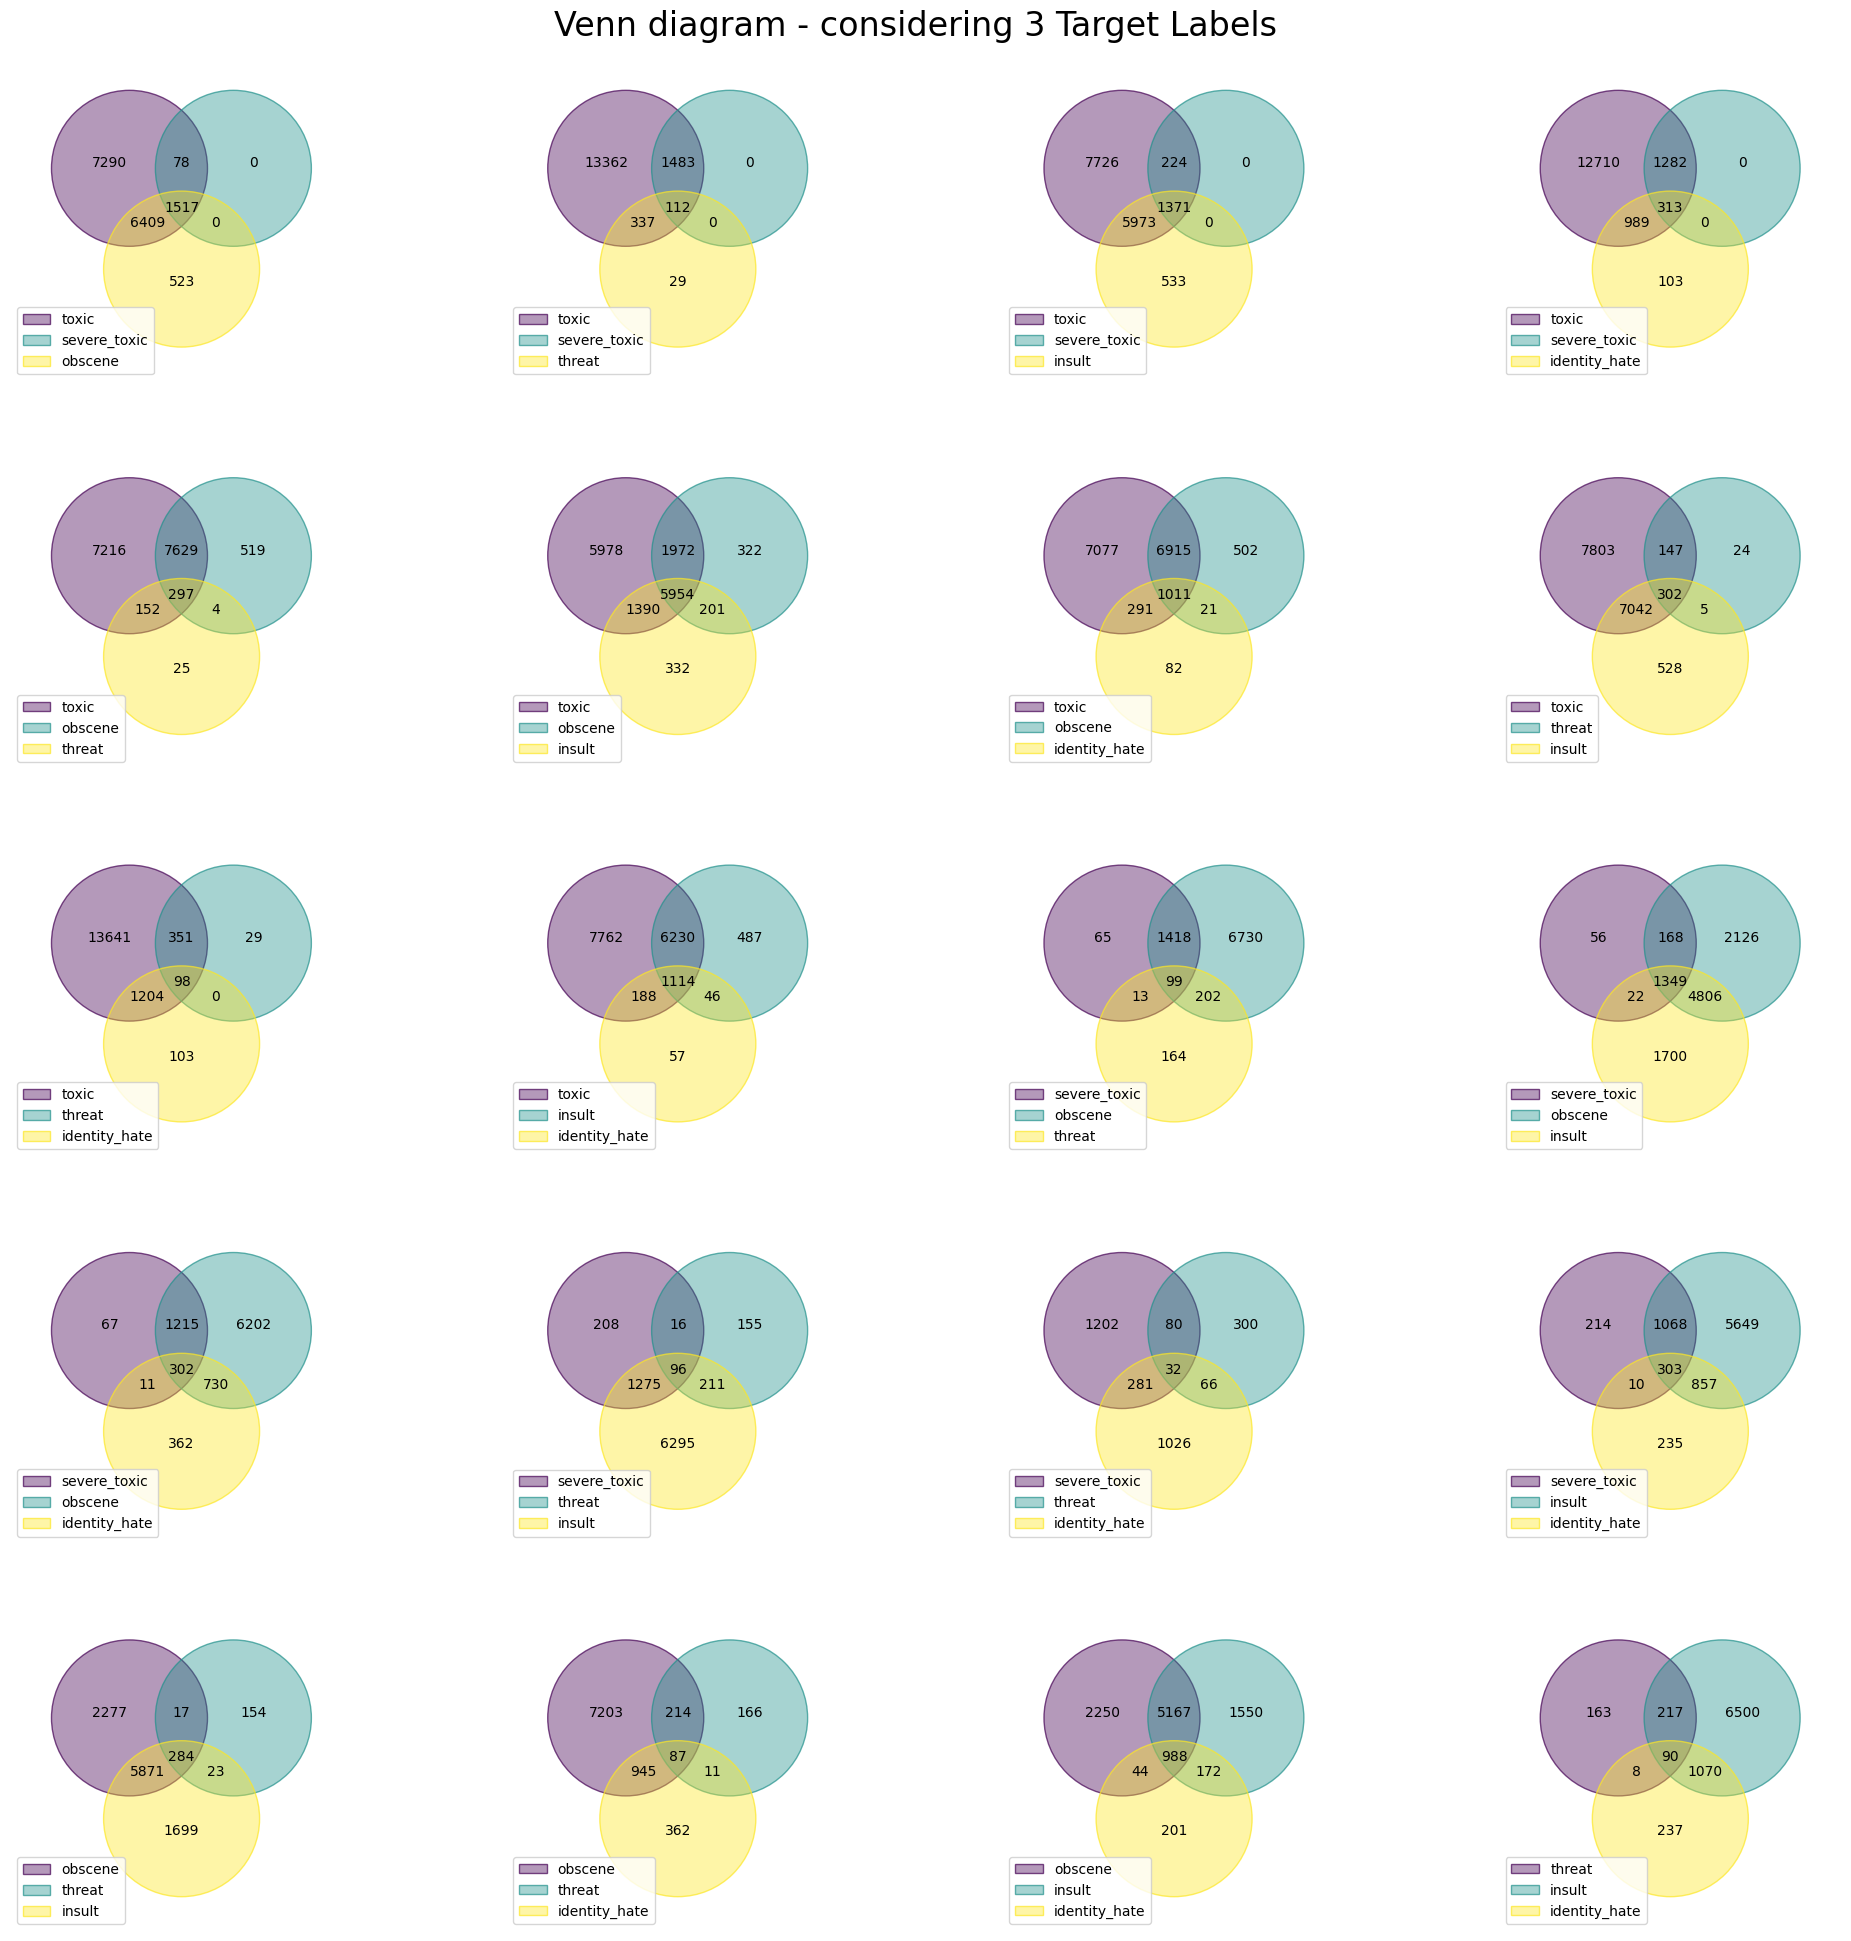 Venn diagram - considering 3 Target Labels
7290 78 0
1517
6409 0
523
toxic
severe_toxic
obscene
13362 1483 0
112
337 0
29
toxic
severe_toxic
threat
7726 224 0
1371
5973 0
533
toxic
severe_toxic
insult
12710 1282 0
313
989 0
103
toxic
severe_toxic
identity_hate
7216 7629 519
297
152 4
25
toxic
obscene
threat
5978 1972 322
5954
1390 201
332
toxic
obscene
insult
7077 6915 502
1011
291 21
82
toxic
obscene
identity_hate
7803 147 24
302
7042 5
528
toxic
threat
insult
13641 351 29
98
1204 0
103
toxic
threat
identity_hate
7762 6230 487
1114
188 46
57
toxic
insult
identity_hate
65 1418 6730
99
13 202
164
severe_toxic
obscene
threat
56 168 2126
1349
22 4806
1700
severe_toxic
obscene
insult
67 1215 6202
302
11 730
362
severe_toxic
obscene
identity_hate
208 16 155
96
1275 211
6295
severe_toxic
threat
insult
1202 80 300
32
281 66
1026
severe_toxic
threat
identity_hate
214 1068 5649
303
10 857
235
severe_toxic
insult
identity_hate
2277 17 154
284
5871 23
1699
obscene
threat
insult
7203 214 166
87
945 11
362
obscene
threat
identity_hate
2250 5167 1550
988
44 172
201
obscene
insult
identity_hate
163 217 6500
90
8 1070
237
threat
insult
identity_hate